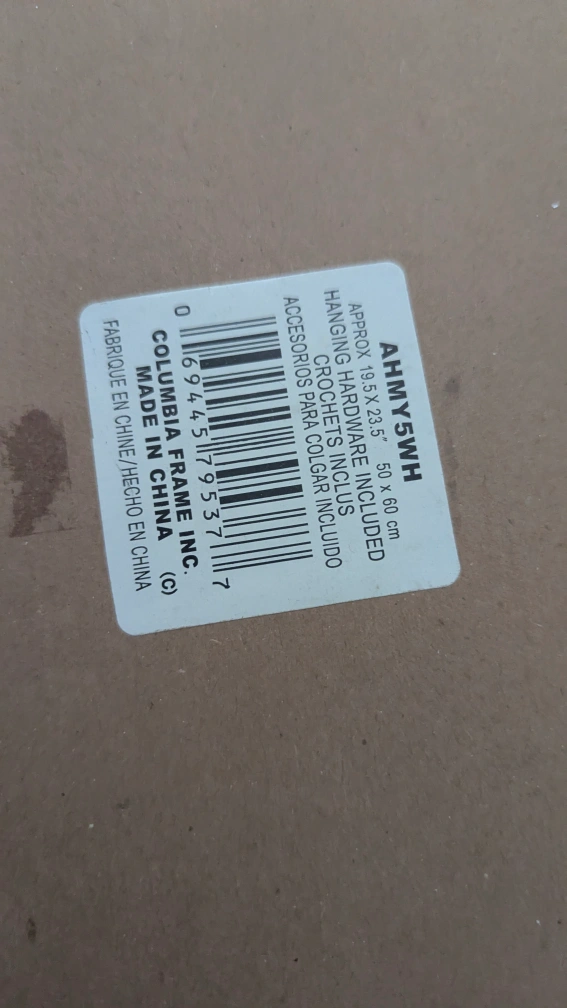 AHMY5WH
APPROX 19.5 X 23.5" 50 x 60 cm
HANGING HARDWARE INCLUDED
CROCHETS INCLUS
ACCESORIOS PARA COLGAR INCLUIDO
0 69445 79537 7
COLUMBIA FRAME INC.
MADE IN CHINA (C)
FABRIQUE EN CHINE/HECHO EN CHINA